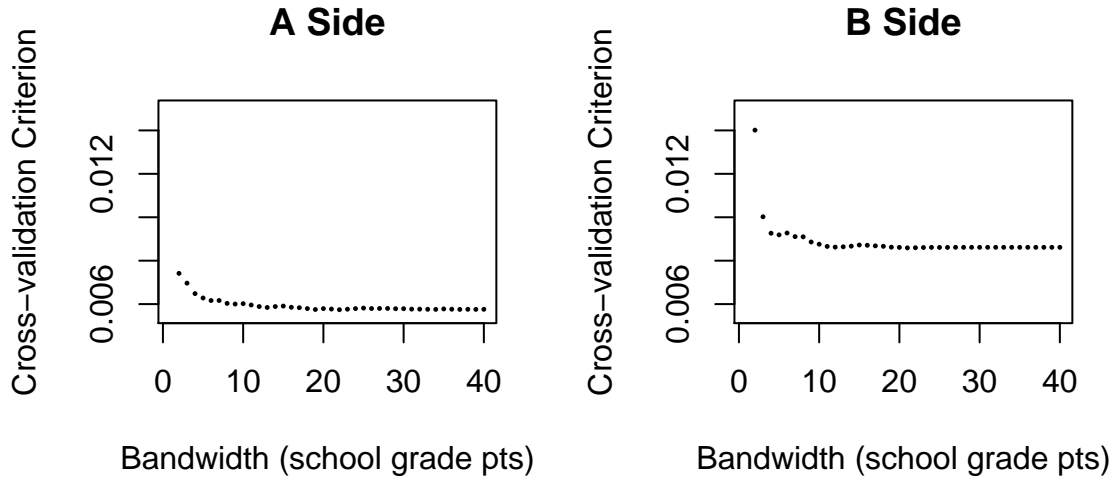 A Side
Cross−validation Criterion
0.012
0.006
0 10 20 30 40
Bandwidth (school grade pts)
B Side
Cross−validation Criterion
0.012
0.006
0 10 20 30 40
Bandwidth (school grade pts)